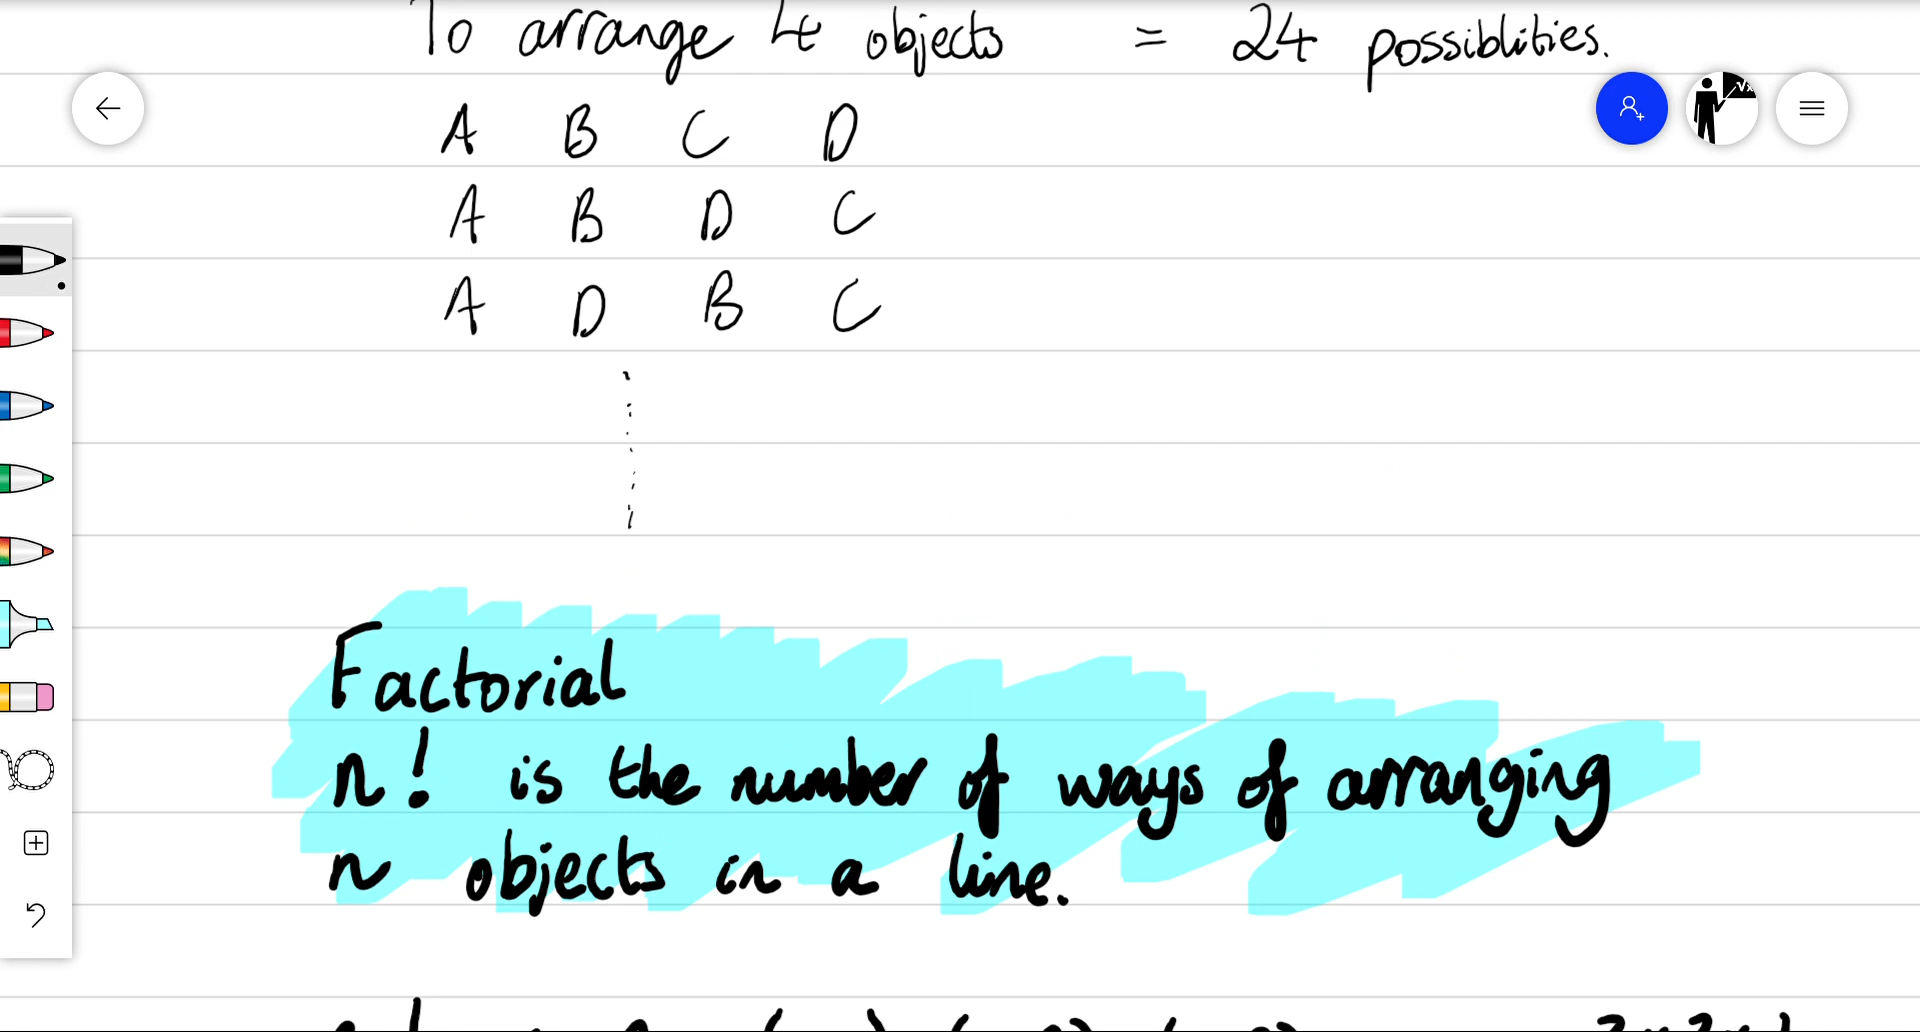 To arrange 4 objects = 24 possiblities.
A B C D
A B D C
A D B C
Factorial
n! is the number of ways of arranging
n objects in a line.